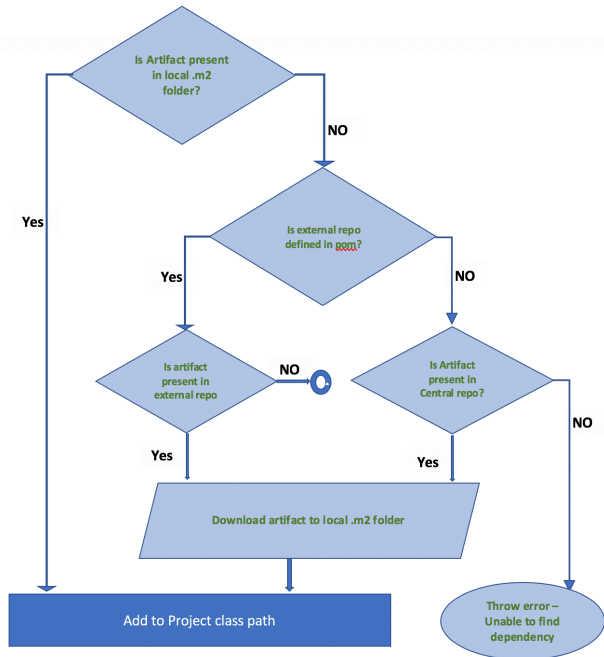 Is Artifact present
in local .m2
folder?
NO
Yes
Is external repo
defined in pom?
Yes
NO
Is artifact
present in
external repo
NO
Is Artifact
present in
Central repo?
NO
Yes
Yes
Download artifact to local .m2 folder
Add to Project class path
Throw error –
Unable to find
dependency